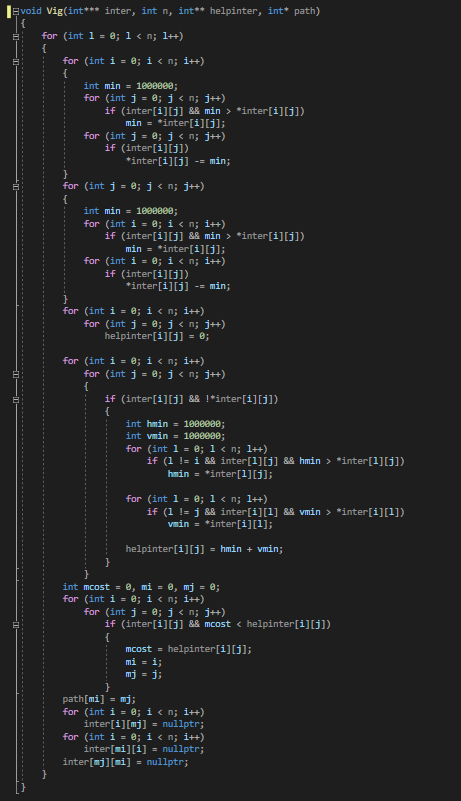 void Vig(int*** inter, int n, int** helpinter, int* path)
{
    for (int l = 0; l < n; l++)
    {
        for (int i = 0; i < n; i++)
        {
            int min = 1000000;
            for (int j = 0; j < n; j++)
                if (inter[i][j] && min > *inter[i][j])
                    min = *inter[i][j];
            for (int j = 0; j < n; j++)
                if (inter[i][j])
                    *inter[i][j] -= min;
        }
        for (int j = 0; j < n; j++)
        {
            int min = 1000000;
            for (int i = 0; i < n; i++)
                if (inter[i][j] && min > *inter[i][j])
                    min = *inter[i][j];
            for (int i = 0; i < n; i++)
                if (inter[i][j])
                    *inter[i][j] -= min;
        }
        for (int i = 0; i < n; i++)
            for (int j = 0; j < n; j++)
                helpinter[i][j] = 0;

        for (int i = 0; i < n; i++)
            for (int j = 0; j < n; j++)
            {
                if (inter[i][j] && !*inter[i][j])
                {
                    int hmin = 1000000;
                    int vmin = 1000000;
                    for (int l = 0; l < n; l++)
                        if (l != i && inter[l][j] && hmin > *inter[l][j])
                            hmin = *inter[l][j];

                    for (int l = 0; l < n; l++)
                        if (l != j && inter[i][l] && vmin > *inter[i][l])
                            vmin = *inter[i][l];

                    helpinter[i][j] = hmin + vmin;
                }
            }
        int mcost = 0, mi = 0, mj = 0;
        for (int i = 0; i < n; i++)
            for (int j = 0; j < n; j++)
                if (inter[i][j] && mcost < helpinter[i][j])
                {
                    mcost = helpinter[i][j];
                    mi = i;
                    mj = j;
                }
        path[mi] = mj;
        for (int i = 0; i < n; i++)
            inter[i][mj] = nullptr;
        for (int i = 0; i < n; i++)
            inter[mi][i] = nullptr;
        inter[mj][mi] = nullptr;
    }
}